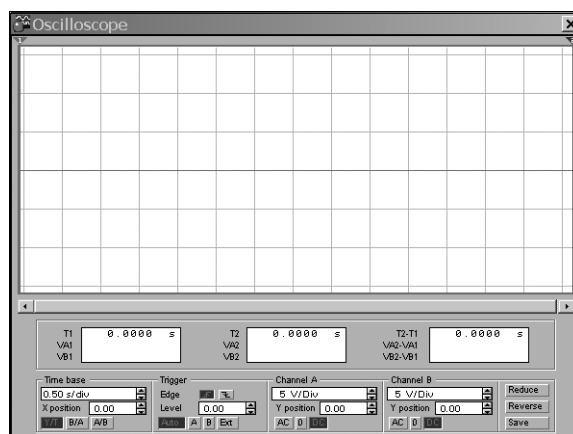 Oscilloscope
T1 0.0000 s
VA1
VB1
T2 0.0000 s
VA2
VB2
T2-T1 0.0000 s
VA2-VA1
VB2-VB1
Time base
0.50 s/div
X position 0.00
Y/T B/A A/B
Trigger
Edge
Level 0.00
Auto A B Ext
Channel A
5 V/Div
Y position 0.00
AC 0 DC
Channel B
5 V/Div
Y position 0.00
AC 0 DC
Reduce
Reverse
Save